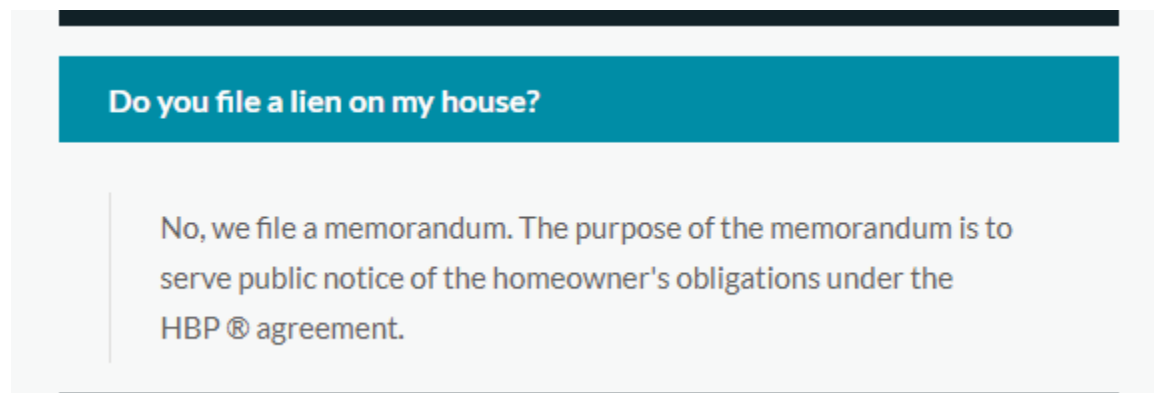 Do you file a lien on my house?
No, we file a memorandum. The purpose of the memorandum is to
serve public notice of the homeowner's obligations under the
HBP ® agreement.